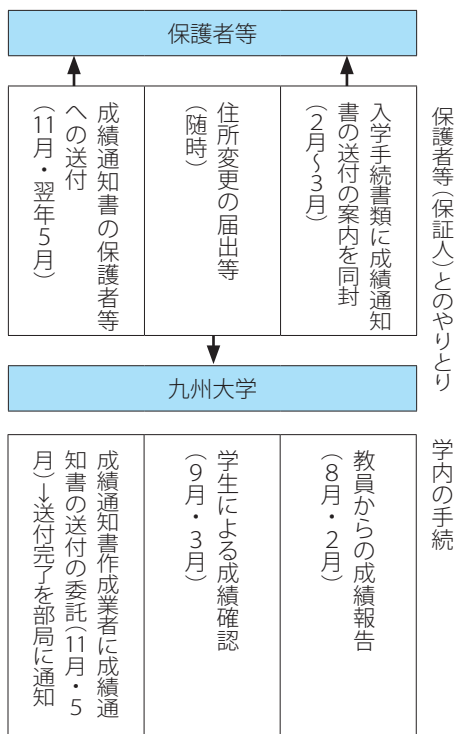 保護者等
保護者等（保証人）とのやりとり
入学手続書類に成績通知
書の送付の案内を同封
（2月～3月）
住所変更の届出等
（随時）
成績通知書の保護者等
への送付
（11月・翌年5月）
九州大学
学内の手続
教員からの成績報告
（8月・2月）
学生による成績確認
（9月・3月）
成績通知書作成業者に成績通
知書の送付の委託（11月・5
月）→送付完了を部局に通知